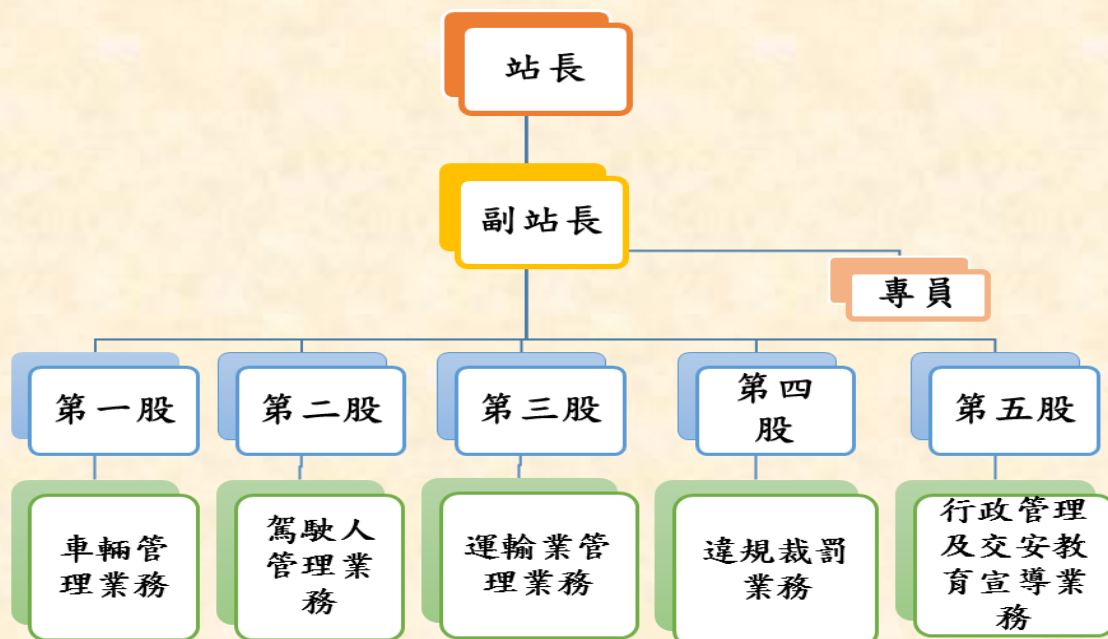 站長
副站長
專員
第一股
第二股
第三股
第四
股
第五股
車輛管
理業務
駕駛人
管理業
務
運輸業管
理業務
違規裁罰
業務
行政管理
及交安教
育宣導業
務